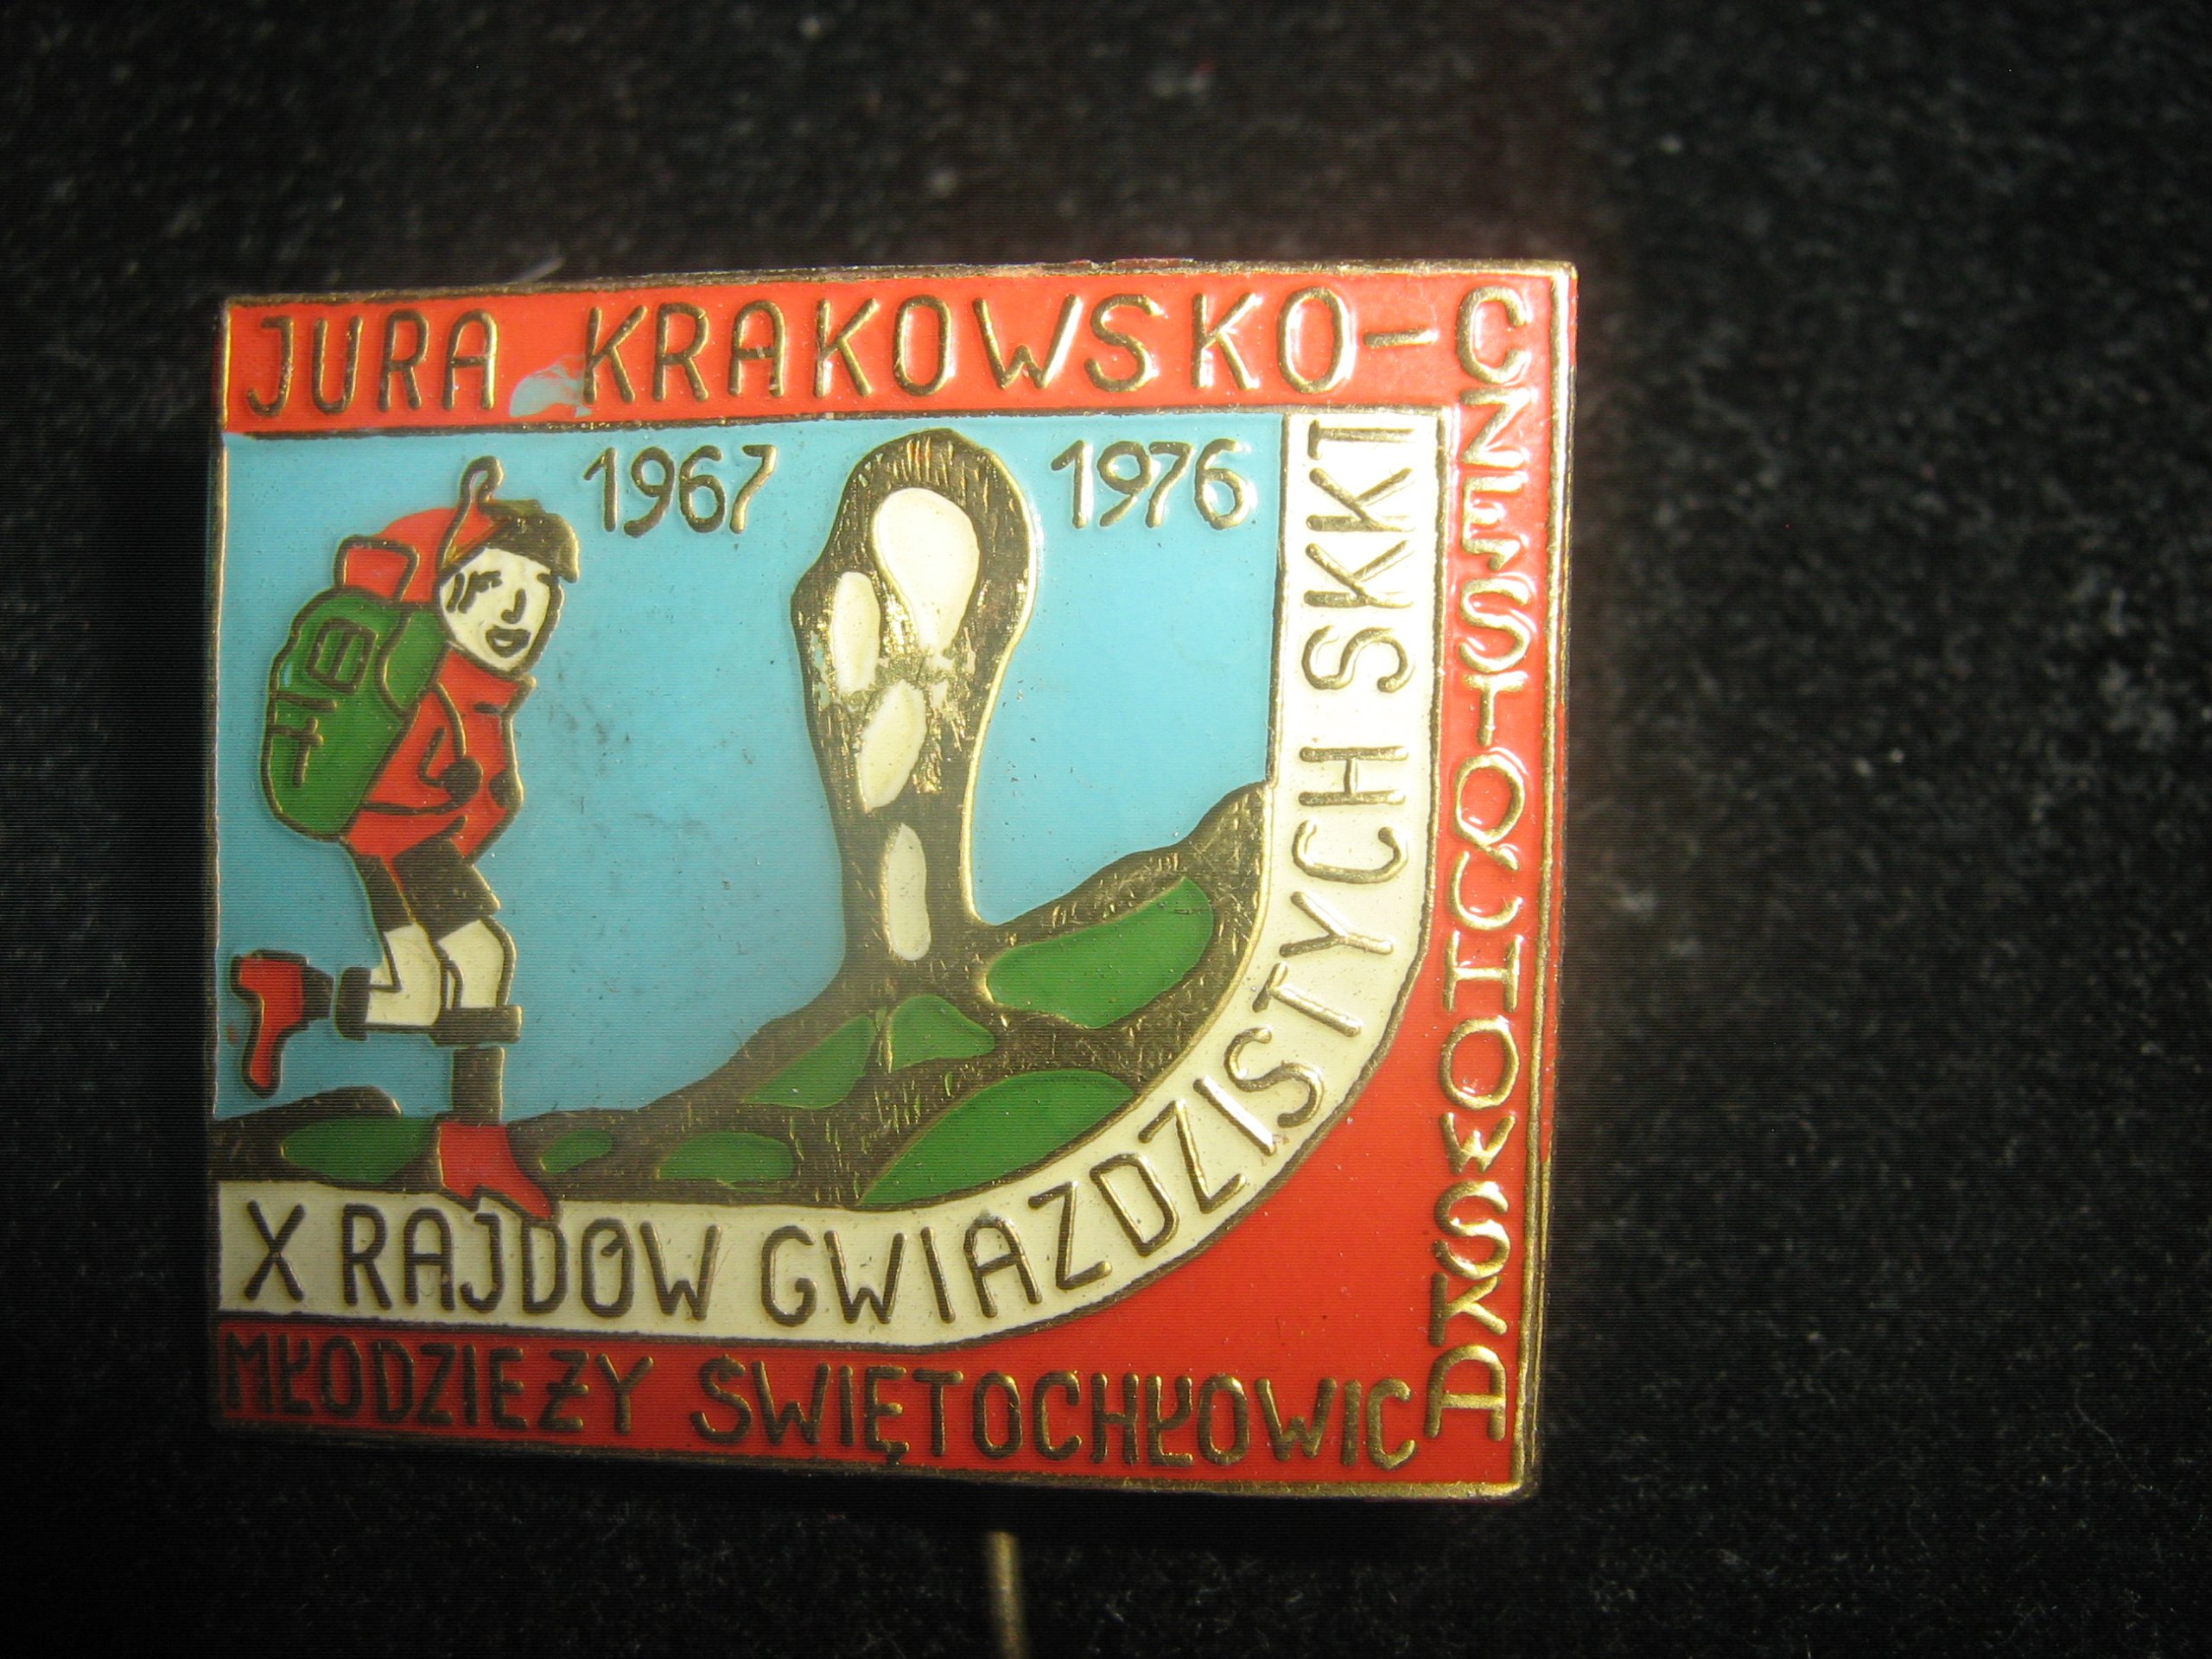 JURA KRAKOWSKO-
CZĘSTOCHOWSKA
1967 1976
X RAJDÓW GWIAŹDZISTYCH SKKT
MŁODZIEŻY ŚWIĘTOCHŁOWIC